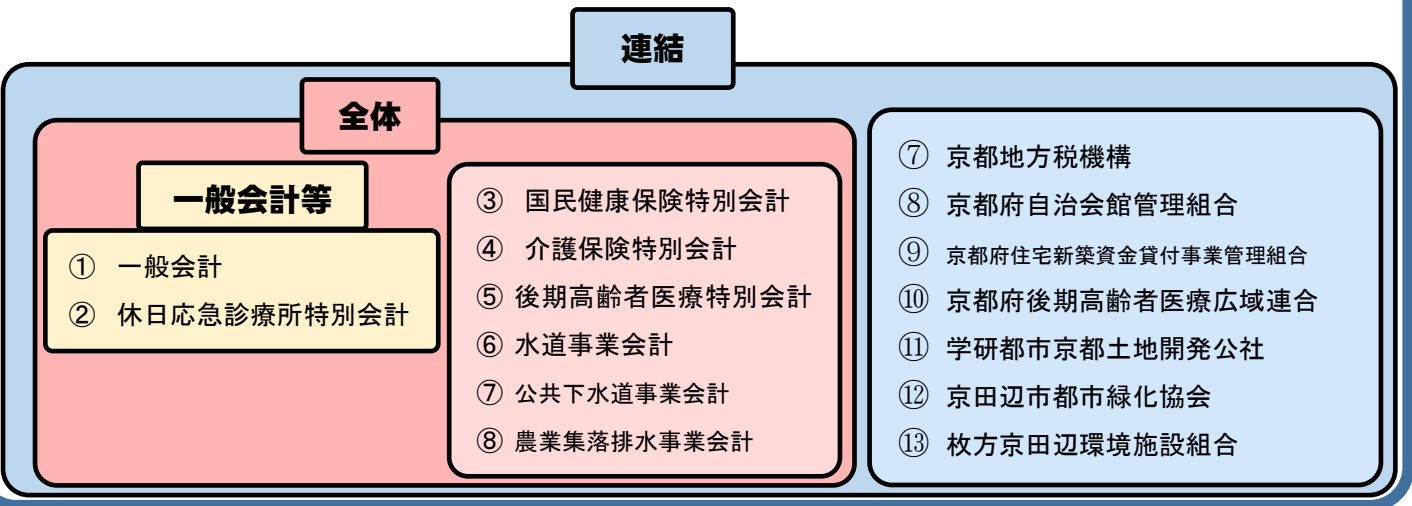 連結
全体
一般会計等
① 一般会計
② 休日応急診療所特別会計
③ 国民健康保険特別会計
④ 介護保険特別会計
⑤ 後期高齢者医療特別会計
⑥ 水道事業会計
⑦ 公共下水道事業会計
⑧ 農業集落排水事業会計
⑦ 京都地方税機構
⑧ 京都府自治会館管理組合
⑨ 京都府住宅新築資金貸付事業管理組合
⑩ 京都府後期高齢者医療広域連合
⑪ 学研都市京都土地開発公社
⑫ 京田辺市都市緑化協会
⑬ 枚方京田辺環境施設組合